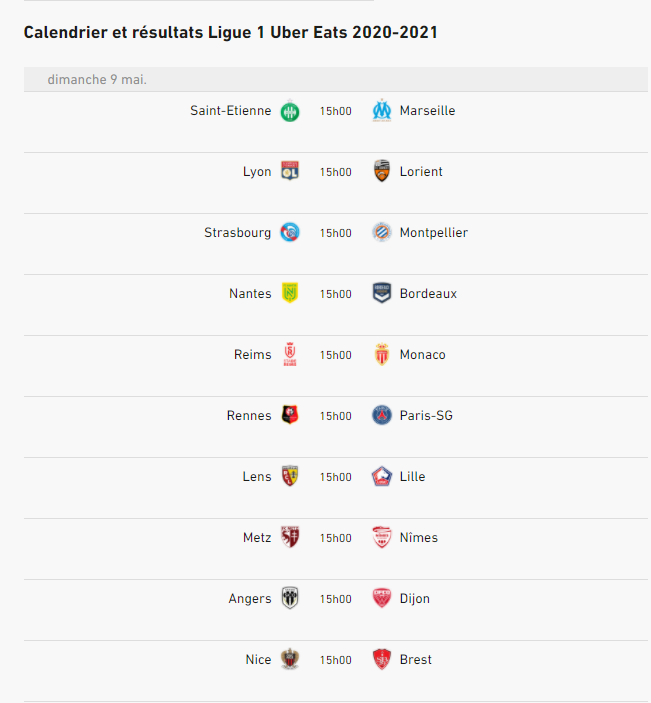 Calendrier et résultats Ligue 1 Uber Eats 2020-2021
dimanche 9 mai.
Saint-Etienne 15h00 Marseille
Lyon 15h00 Lorient
Strasbourg 15h00 Montpellier
Nantes 15h00 Bordeaux
Reims 15h00 Monaco
Rennes 15h00 Paris-SG
Lens 15h00 Lille
Metz 15h00 Nîmes
Angers 15h00 Dijon
Nice 15h00 Brest